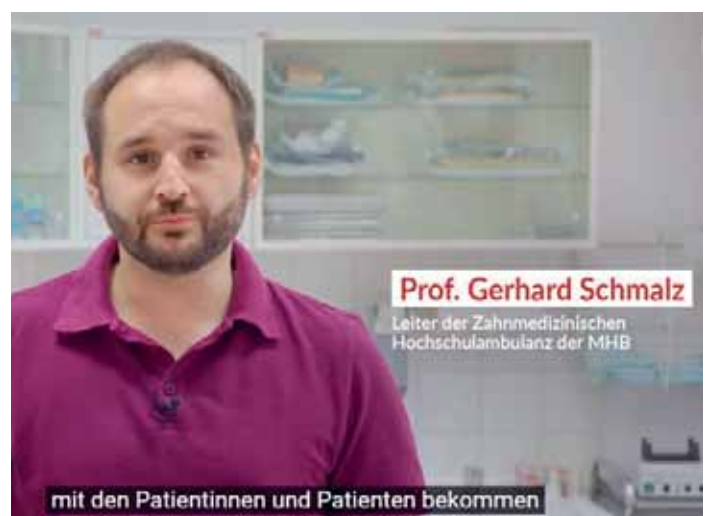 Prof. Gerhard Schmalz
Leiter der Zahnmedizinischen
Hochschulambulanz der MHB
mit den Patientinnen und Patienten bekommen